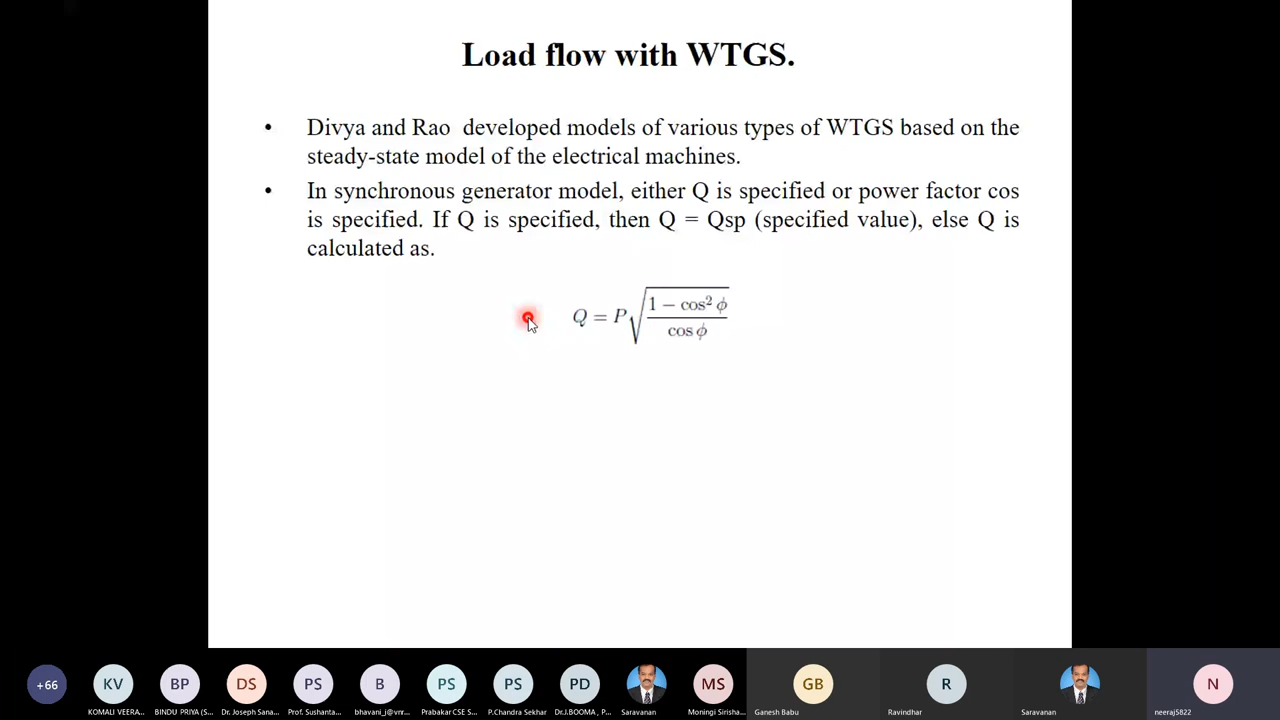 Load flow with WTGS.
• Divya and Rao developed models of various types of WTGS based on the
steady-state model of the electrical machines.
• In synchronous generator model, either Q is specified or power factor cos
is specified. If Q is specified, then Q = Qsp (specified value), else Q is
calculated as.
Q = P√((1 − cos² ϕ)/(cos ϕ))
+66 KV BP DS PS B PS PS PD MS GB R N
KOMALI VEERA... BINDU PRIYA (S... Dr. Joseph Sana... Prof. Sushanta... bhavani_j@vnr... Prabakar CSE S... P.Chandra Sekhar Dr.J.BOOMA , P... Saravanan Moningi Sirisha... Ganesh Babu Ravindhar Saravanan neeraj5822